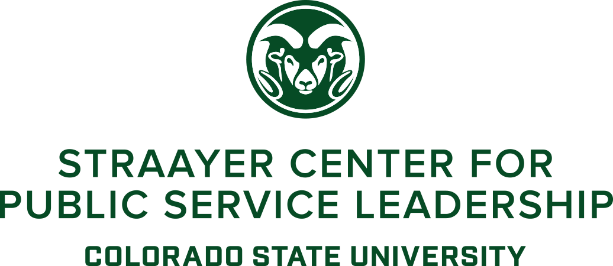 STRAAYER CENTER FOR
PUBLIC SERVICE LEADERSHIP
COLORADO STATE UNIVERSITY